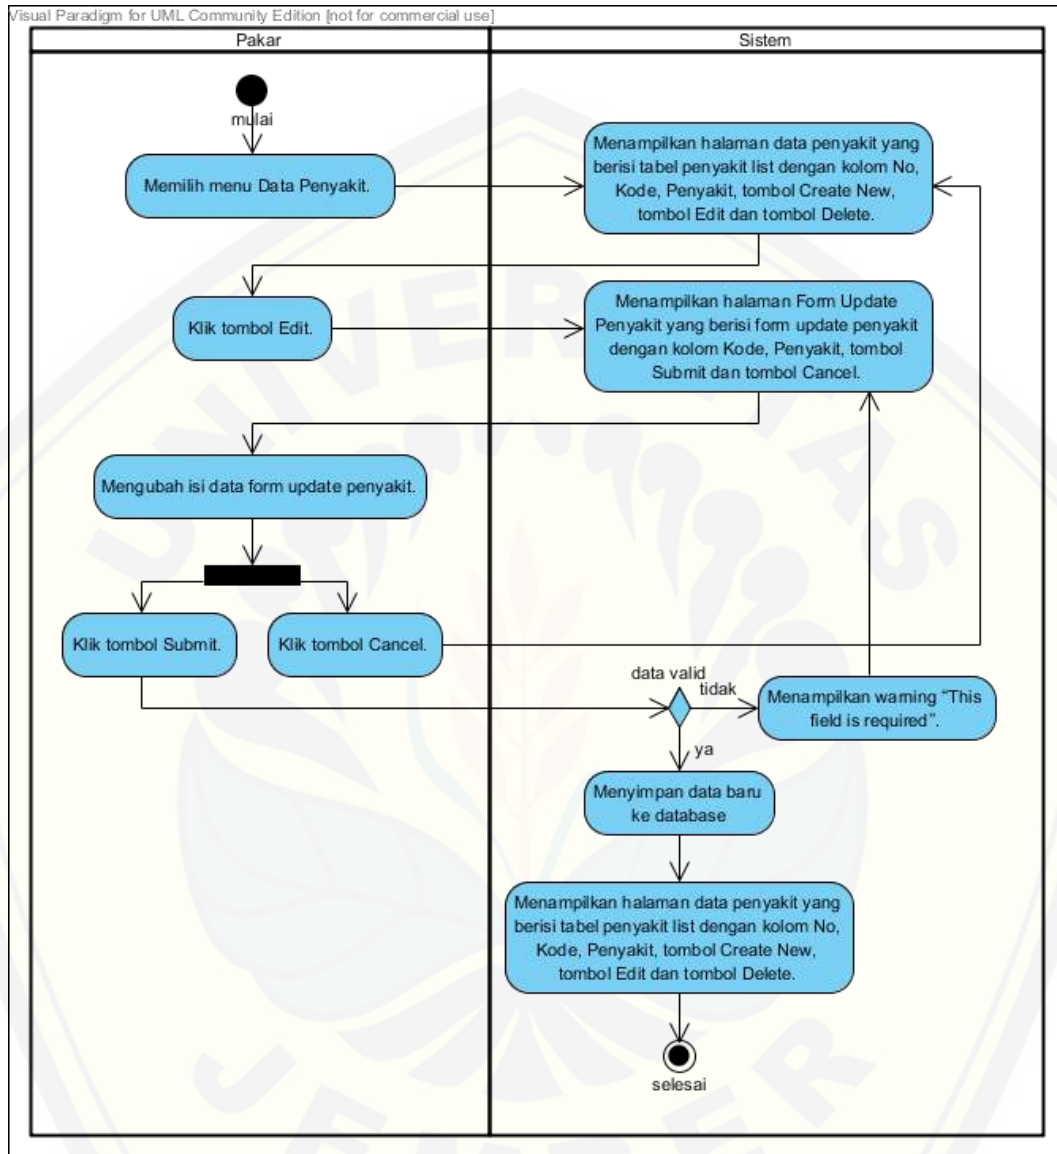 Visual Paradigm for UML Community Edition [not for commercial use]
Pakar
Sistem
mulai
Memilih menu Data Penyakit.
Menampilkan halaman data penyakit yang
berisi tabel penyakit list dengan kolom No,
Kode, Penyakit, tombol Create New,
tombol Edit dan tombol Delete.
Klik tombol Edit.
Menampilkan halaman Form Update
Penyakit yang berisi form update penyakit
dengan kolom Kode, Penyakit, tombol
Submit dan tombol Cancel.
Mengubah isi data form update penyakit.
Klik tombol Submit.
Klik tombol Cancel.
data valid
tidak
Menampilkan warning “This
field is required”.
ya
Menyimpan data baru
ke database
Menampilkan halaman data penyakit yang
berisi tabel penyakit list dengan kolom No,
Kode, Penyakit, tombol Create New,
tombol Edit dan tombol Delete.
selesai
UNIVERSITAS
JEMBER